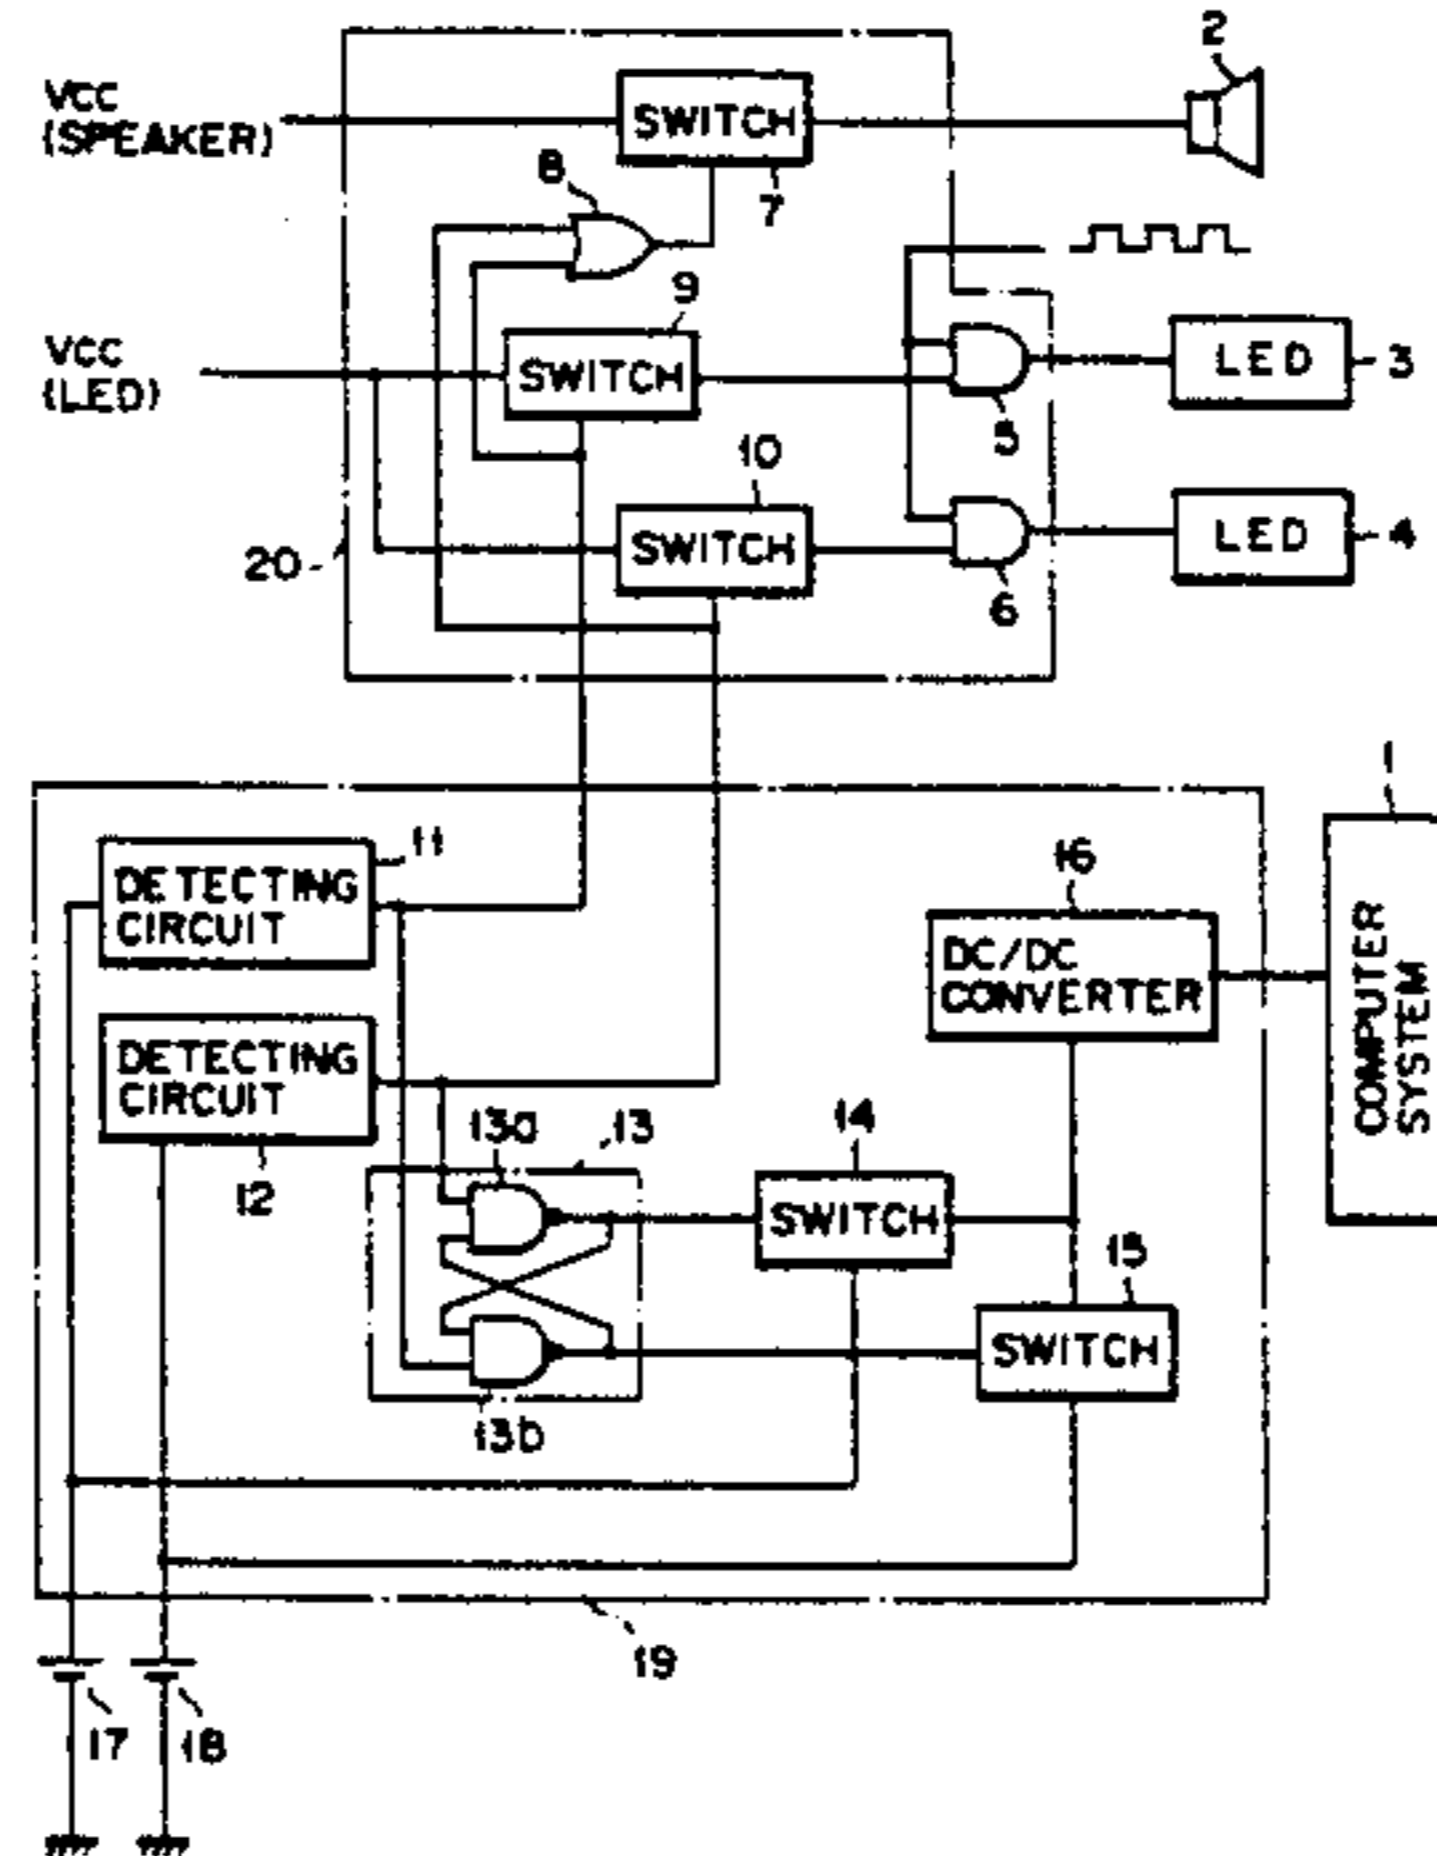 2
VCC
(SPEAKER)
SWITCH
7
8
9
VCC
(LED)
SWITCH
5
LED
3
10
SWITCH
6
LED
4
20
1
11
DETECTING
CIRCUIT
16
DC/DC
CONVERTER
COMPUTER
SYSTEM
DETECTING
CIRCUIT
12
13a
13
14
SWITCH
15
SWITCH
13b
19
17
18